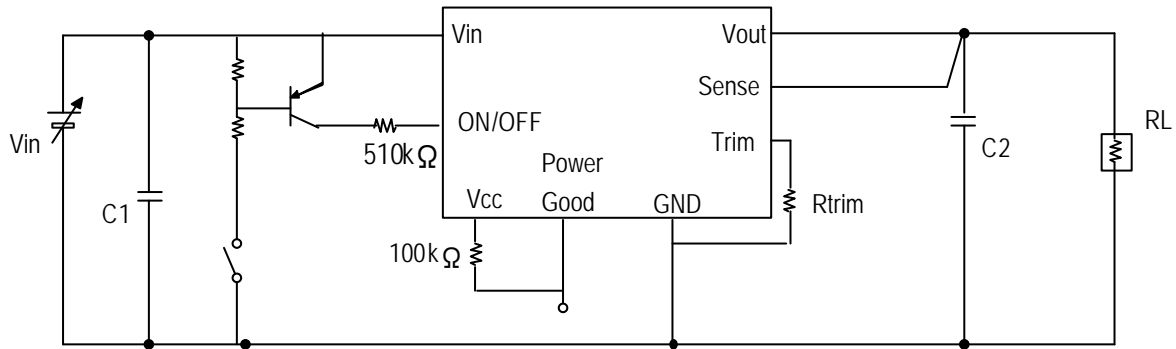 Vin
Vout
Sense
ON/OFF
Trim
Power
Good
Vcc
GND
Vin
C1
510kΩ
100kΩ
Rtrim
C2
RL